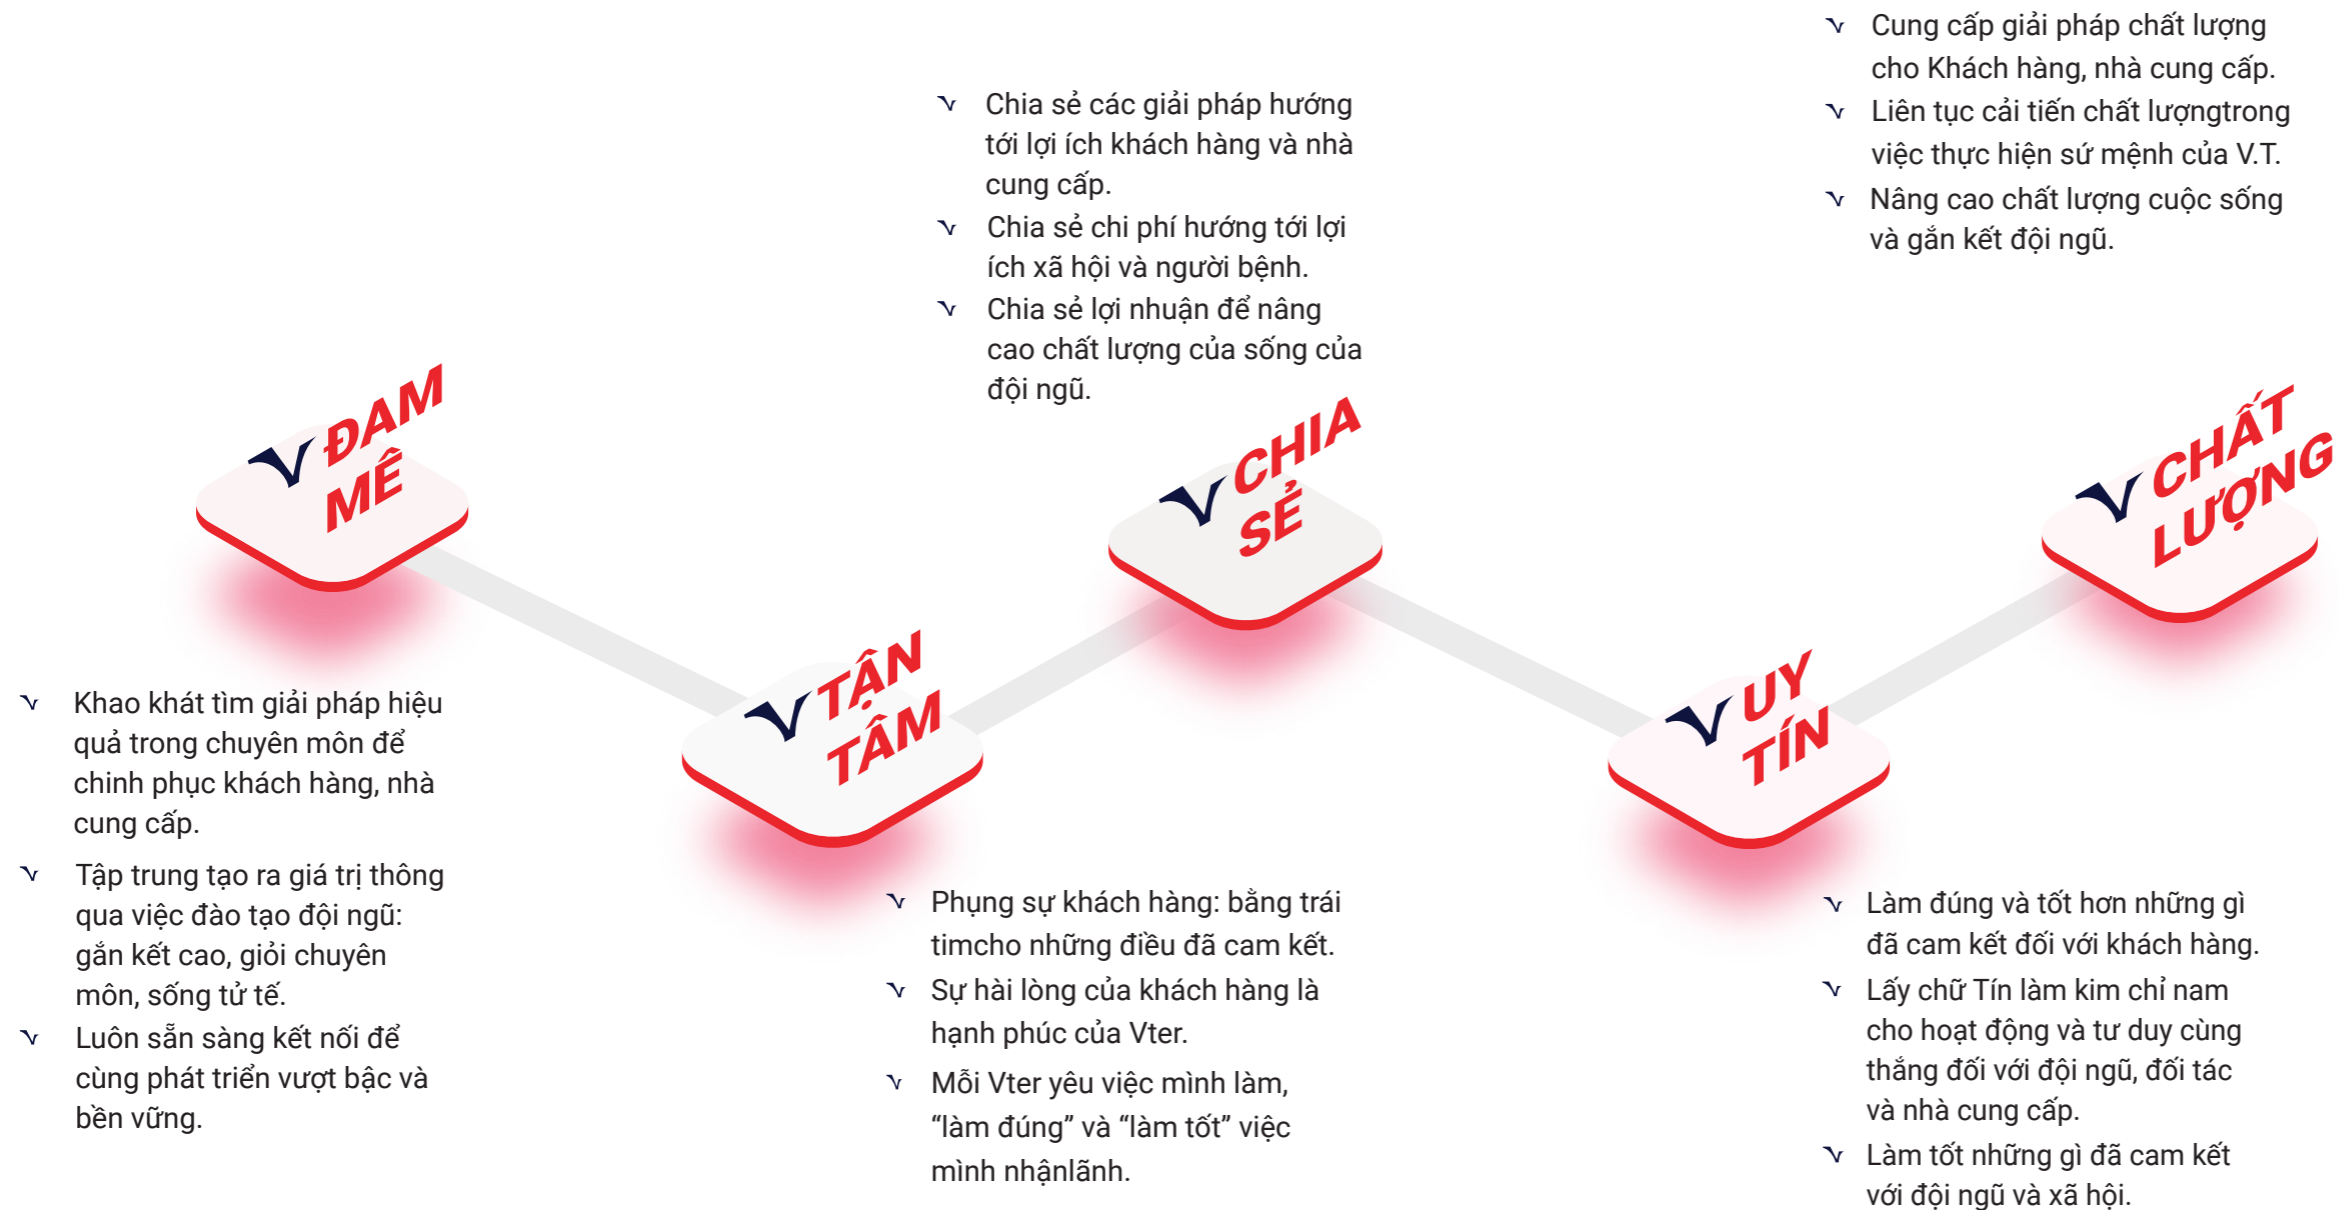 ĐAM
MÊ
Khao khát tìm giải pháp hiệu
quả trong chuyên môn để
chinh phục khách hàng, nhà
cung cấp.
Tập trung tạo ra giá trị thông
qua việc đào tạo đội ngũ:
gắn kết cao, giỏi chuyên
môn, sống tử tế.
Luôn sẵn sàng kết nối để
cùng phát triển vượt bậc và
bền vững.
TẬN
TÂM
Phụng sự khách hàng: bằng trái
timcho những điều đã cam kết.
Sự hài lòng của khách hàng là
hạnh phúc của Vter.
Mỗi Vter yêu việc mình làm,
“làm đúng” và “làm tốt” việc
mình nhậnlãnh.
Chia sẻ các giải pháp hướng
tới lợi ích khách hàng và nhà
cung cấp.
Chia sẻ chi phí hướng tới lợi
ích xã hội và người bệnh.
Chia sẻ lợi nhuận để nâng
cao chất lượng của sống của
đội ngũ.
CHIA
SẺ
UY
TÍN
Làm đúng và tốt hơn những gì
đã cam kết đối với khách hàng.
Lấy chữ Tín làm kim chỉ nam
cho hoạt động và tư duy cùng
thắng đối với đội ngũ, đối tác
và nhà cung cấp.
Làm tốt những gì đã cam kết
với đội ngũ và xã hội.
Cung cấp giải pháp chất lượng
cho Khách hàng, nhà cung cấp.
Liên tục cải tiến chất lượngtrong
việc thực hiện sứ mệnh của V.T.
Nâng cao chất lượng cuộc sống
và gắn kết đội ngũ.
CHẤT
LƯỢNG